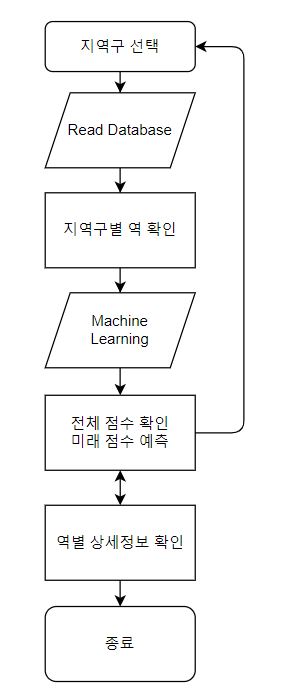 지역구 선택
Read Database
지역구별 역 확인
Machine
Learning
전체 점수 확인
미래 점수 예측
역별 상세정보 확인
종료